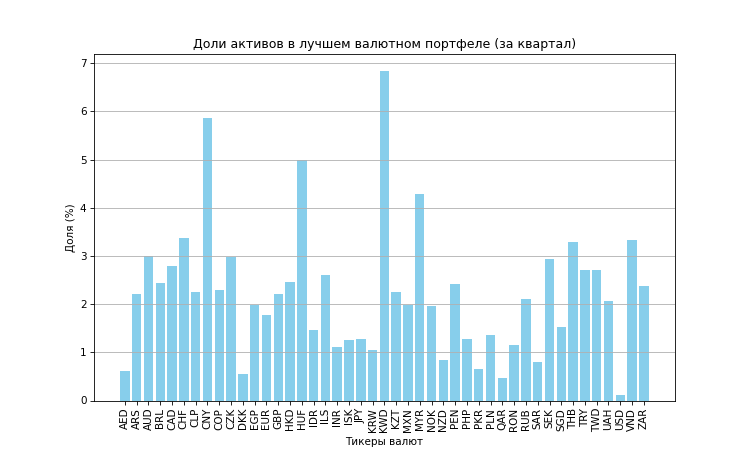 Доли активов в лучшем валютном портфеле (за квартал)
Доля (%)
7
6
5
4
3
2
1
0
AED ARS AUD BRL CAD CHF CLP CNY COP CZK DKK EGP EUR GBP HKD HUF IDR ILS INR ISK JPY KRW KWD KZT MXN MYR NOK NZD PEN PHP PKR PLN QAR RON RUB SAR SEK SGD THB TRY TWD UAH USD VND ZAR
Тикеры валют